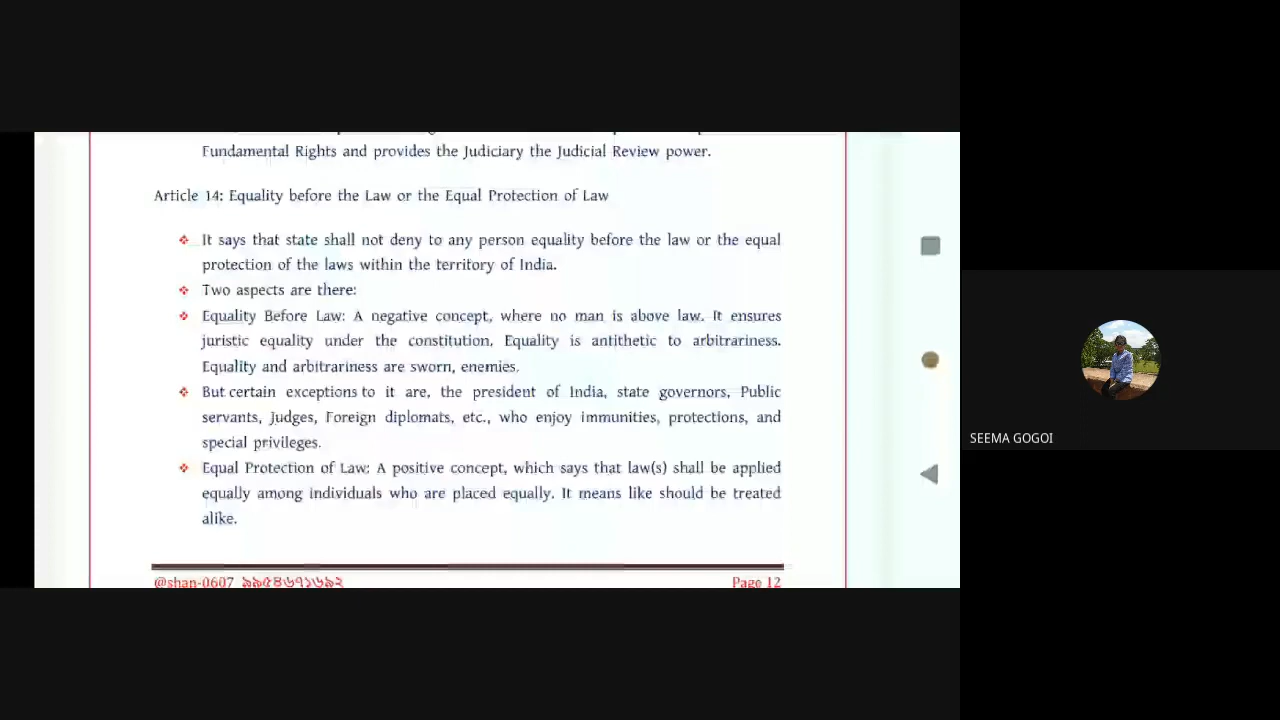 Fundamental Rights and provides the Judiciary the Judicial Review power.
Article 14: Equality before the Law or the Equal Protection of Law
❖ It says that state shall not deny to any person equality before the law or the equal
protection of the laws within the territory of India.
❖ Two aspects are there:
❖ Equality Before Law: A negative concept, where no man is above law. It ensures
juristic equality under the constitution. Equality is antithetic to arbitrariness.
Equality and arbitrariness are sworn, enemies.
❖ But certain exceptions to it are, the president of India, state governors, Public
servants, Judges, Foreign diplomats, etc., who enjoy immunities, protections, and
special privileges.
❖ Equal Protection of Law: A positive concept, which says that law(s) shall be applied
equally among individuals who are placed equally. It means like should be treated
alike.
@shan-0607 ৯৯৫৪৬৭১৬৯২
Page 12
SEEMA GOGOI